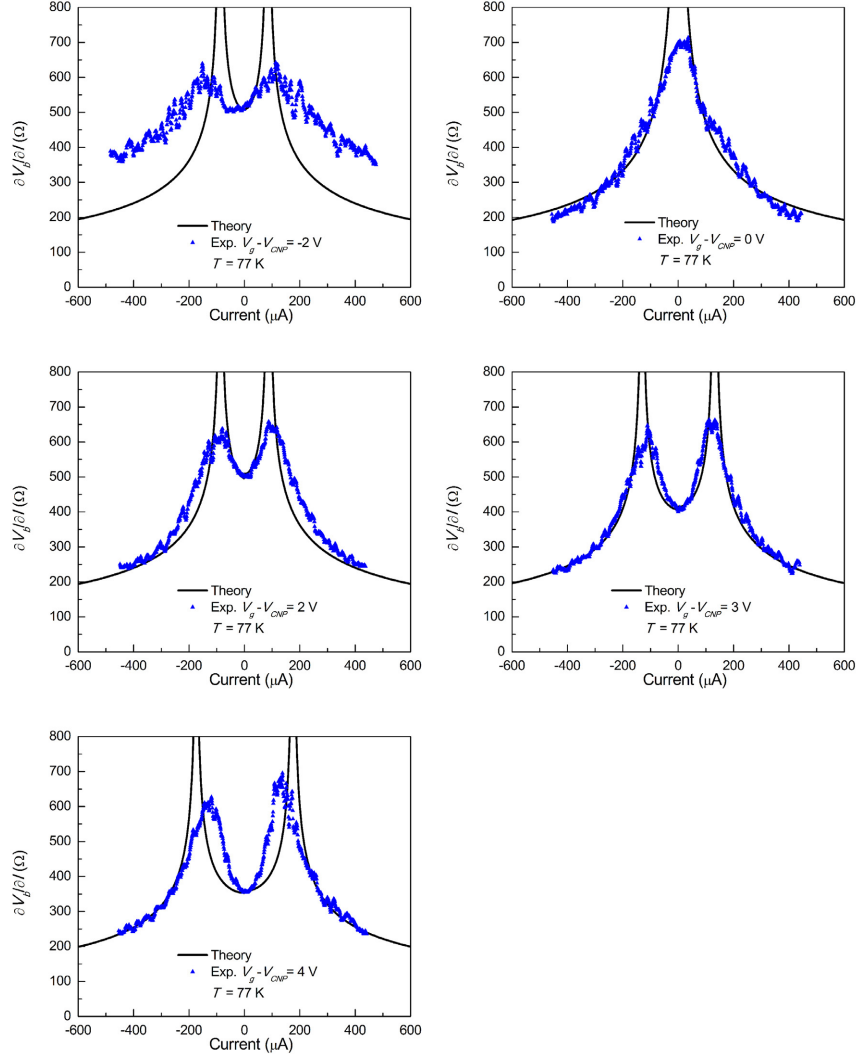 800
700
600
500
400
300
200
100
0
∂V_b/∂I (Ω)
Theory
Exp. V_g-V_CNP= -2 V
T = 77 K
-600 -400 -200 0 200 400 600
Current (μA)
800
700
600
500
400
300
200
100
0
∂V_b/∂I (Ω)
Theory
Exp. V_g-V_CNP= 0 V
T = 77 K
-600 -400 -200 0 200 400 600
Current (μA)
800
700
600
500
400
300
200
100
0
∂V_b/∂I (Ω)
Theory
Exp. V_g-V_CNP= 2 V
T = 77 K
-600 -400 -200 0 200 400 600
Current (μA)
800
700
600
500
400
300
200
100
0
∂V_b/∂I (Ω)
Theory
Exp. V_g-V_CNP= 3 V
T = 77 K
-600 -400 -200 0 200 400 600
Current (μA)
800
700
600
500
400
300
200
100
0
∂V_b/∂I (Ω)
Theory
Exp. V_g-V_CNP= 4 V
T = 77 K
-600 -400 -200 0 200 400 600
Current (μA)